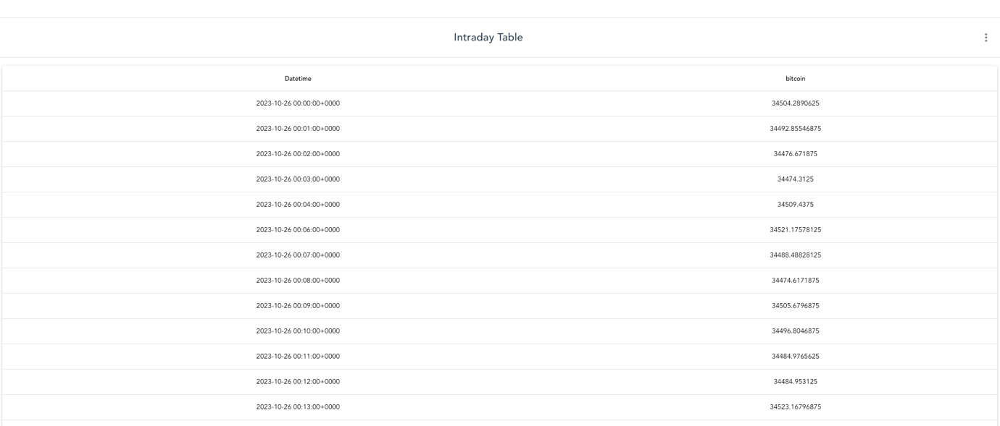 Intraday Table
Datetime bitcoin
2023-10-26 00:00:00+0000 34504.2890625
2023-10-26 00:01:00+0000 34492.85546875
2023-10-26 00:02:00+0000 34476.671875
2023-10-26 00:03:00+0000 34474.3125
2023-10-26 00:04:00+0000 34509.4375
2023-10-26 00:06:00+0000 34521.17578125
2023-10-26 00:07:00+0000 34488.48828125
2023-10-26 00:08:00+0000 34474.6171875
2023-10-26 00:09:00+0000 34505.6796875
2023-10-26 00:10:00+0000 34496.8046875
2023-10-26 00:11:00+0000 34484.9765625
2023-10-26 00:12:00+0000 34484.953125
2023-10-26 00:13:00+0000 34523.16796875